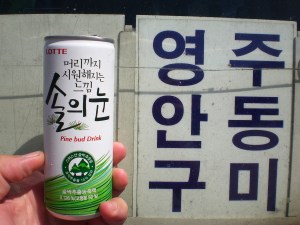 LOTTE
머리까지
시원해지는
느낌
솔의눈
Pine bud Drink
영주
안동
구미